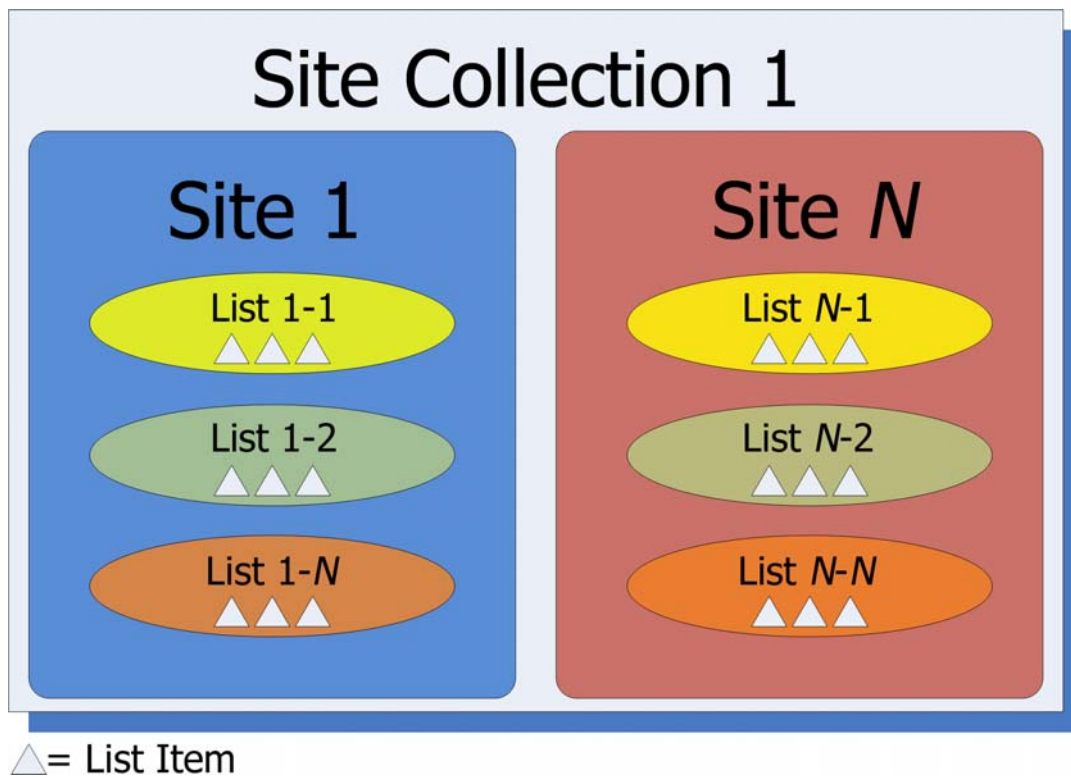 Site Collection 1
Site 1
List 1-1
List 1-2
List 1-N
Site N
List N-1
List N-2
List N-N
= List Item